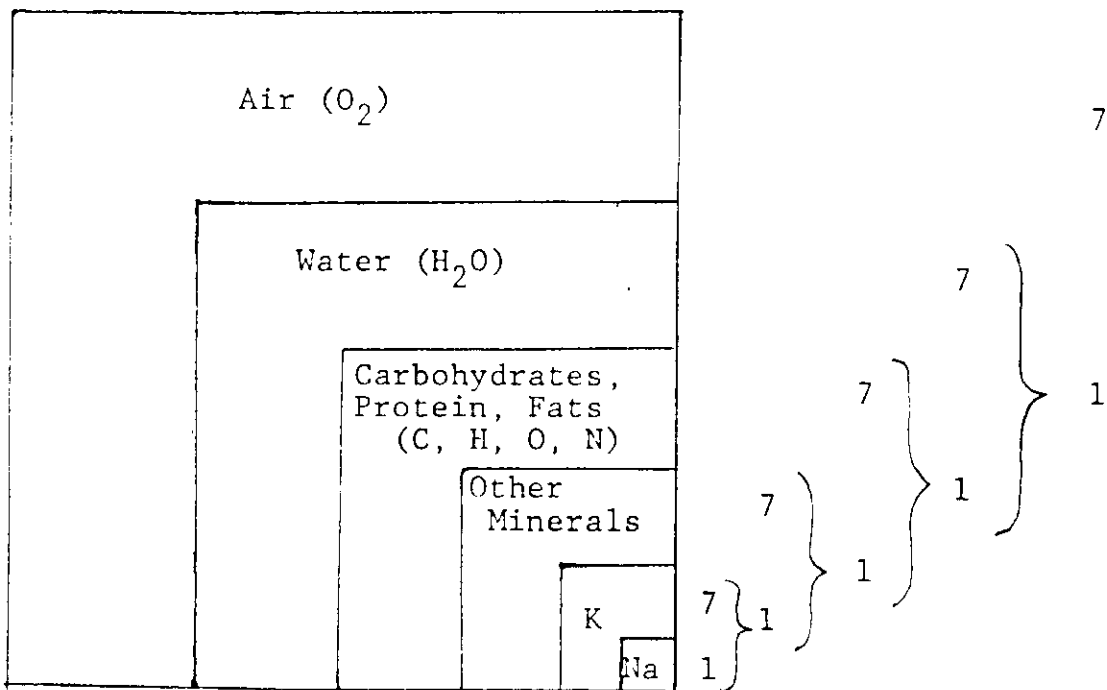 Air (O₂)
7
Water (H₂O)
7
Carbohydrates,
Protein, Fats
(C, H, O, N)
7
1
Other
Minerals
7
1
1
K
7
1
Na
1